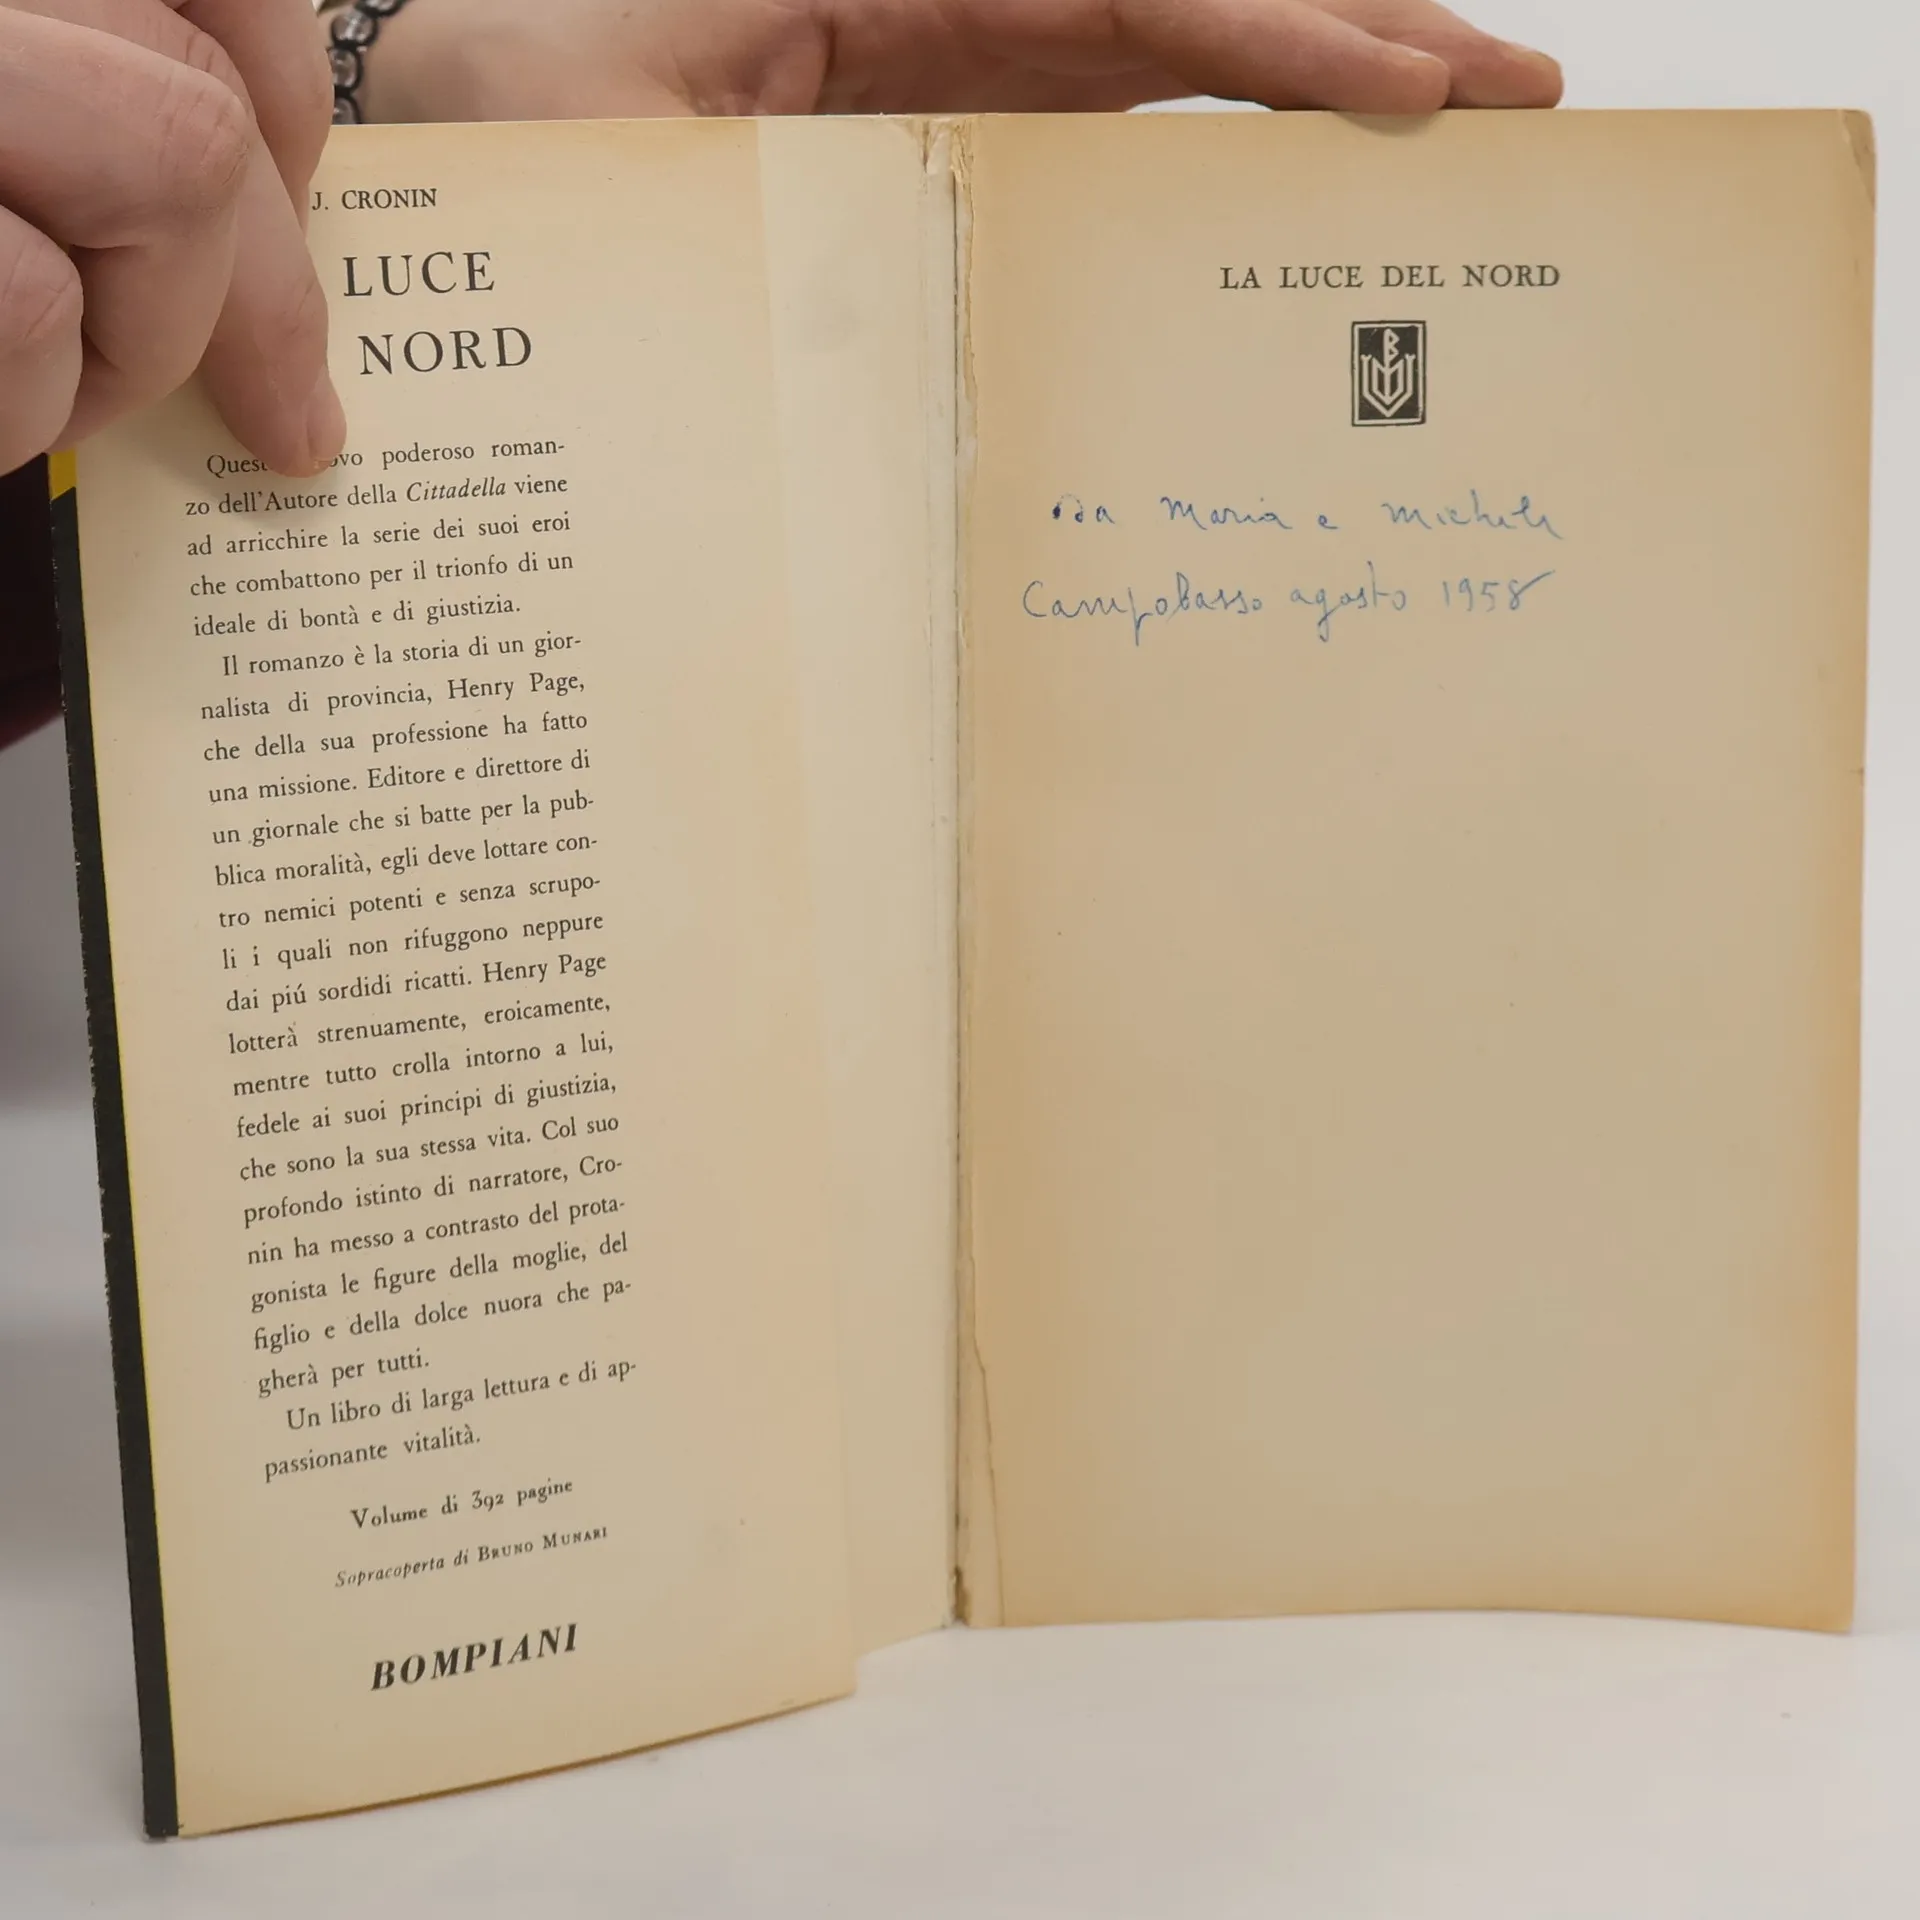 J. CRONIN
LUCE
NORD
poderoso roman-
zo dell'Autore della Cittadella viene
ad arricchire la serie dei suoi eroi
che combattono per il trionfo di un
ideale di bontà e di giustizia.
Il romanzo è la storia di un gior-
nalista di provincia, Henry Page,
che della sua professione ha fatto
una missione. Editore e direttore di
un giornale che si batte per la pub-
blica moralità, egli deve lottare con-
tro nemici potenti e senza scrupo-
li i quali non rifuggono neppure
dai piú sordidi ricatti. Henry Page
lotterà strenuamente, eroicamente,
mentre tutto crolla intorno a lui,
fedele ai suoi principi di giustizia,
che sono la sua stessa vita. Col suo
profondo istinto di narratore, Cro-
nin ha messo a contrasto del prota-
gonista le figure della moglie, del
figlio e della dolce nuora che pa-
gherà per tutti.
Un libro di larga lettura e di ap-
passionante vitalità.
Volume di 392 pagine
Sopracoperta di BRUNO MUNARI
BOMPIANI
LA LUCE DEL NORD
Da Maria e Michele
Campobasso agosto 1958